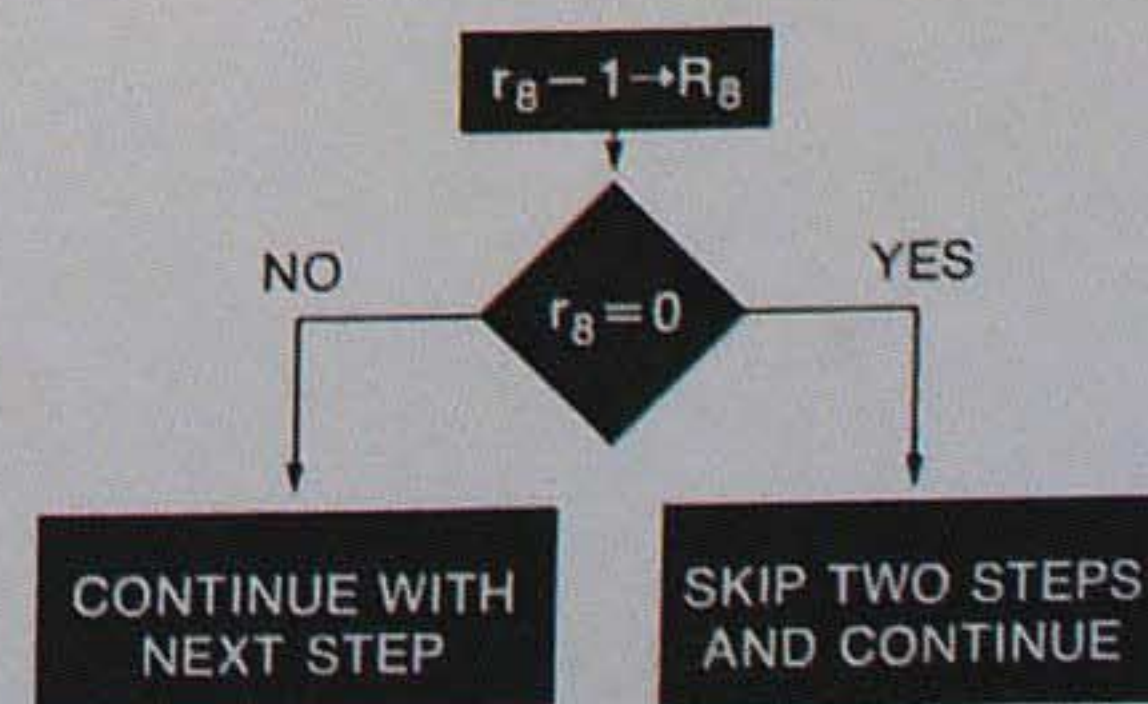 r₈ − 1 → R₈
NO
YES
r₈ = 0
CONTINUE WITH
NEXT STEP
SKIP TWO STEPS
AND CONTINUE